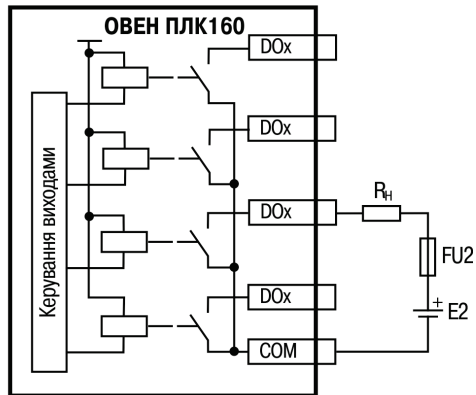 ОВЕН ПЛК160
DOx
DOx
Керування виходами
DOx
Rн
FU2
DOx
+
E2
COM